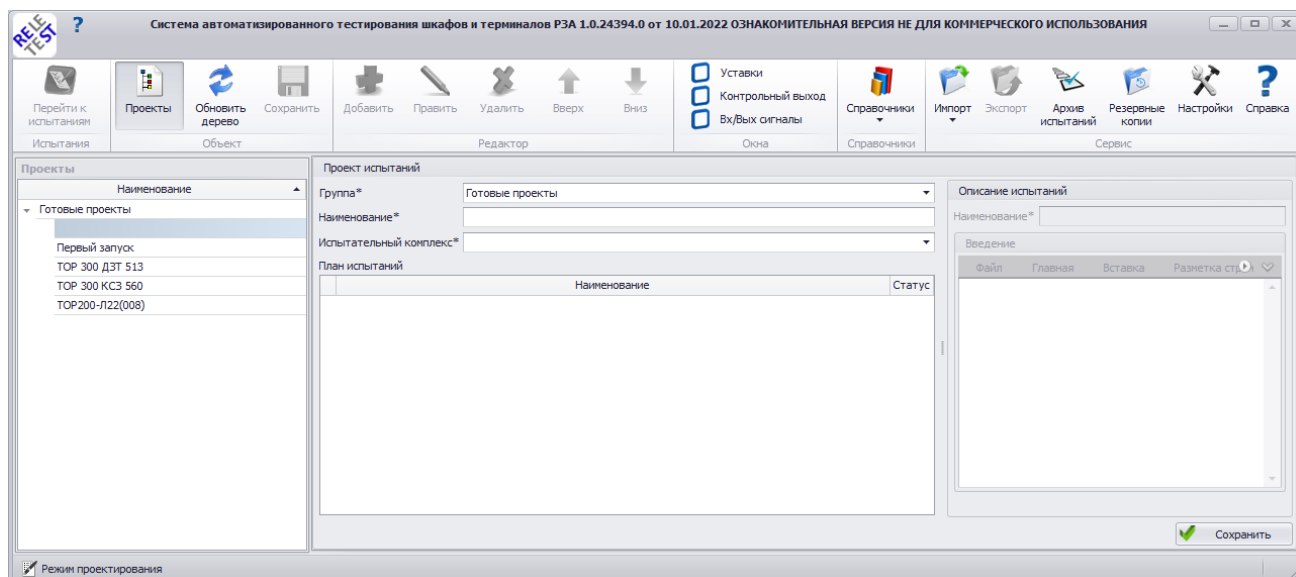 RELE TEST
?
Система автоматизированного тестирования шкафов и терминалов РЗА 1.0.24394.0 от 10.01.2022 ОЗНАКОМИТЕЛЬНАЯ ВЕРСИЯ НЕ ДЛЯ КОММЕРЧЕСКОГО ИСПОЛЬЗОВАНИЯ
Перейти к испытаниям
Проекты
Обновить дерево
Сохранить
Добавить
Править
Удалить
Вверх
Вниз
Уставки
Контрольный выход
Вх/Вых сигналы
Справочники
Импорт
Экспорт
Архив испытаний
Резервные копии
Настройки
Справка
Испытания
Объект
Редактор
Окна
Справочники
Сервис
Проекты
Наименование
Готовые проекты
Первый запуск
ТОР 300 ДЗТ 513
ТОР 300 КСЗ 560
ТОР200-Л22(008)
Проект испытаний
Группа*
Готовые проекты
Наименование*
Испытательный комплекс*
План испытаний
Наименование
Статус
Описание испытаний
Наименование*
Введение
Файл
Главная
Вставка
Разметка стр
Сохранить
Режим проектирования